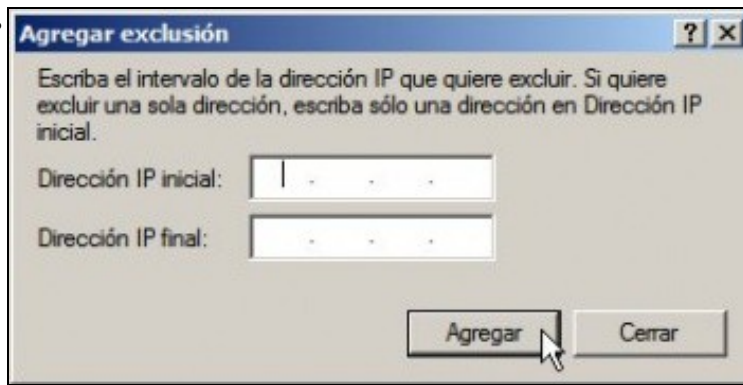 Agregar exclusión
Escriba el intervalo de la dirección IP que quiere excluir. Si quiere
excluir una sola dirección, escriba sólo una dirección en Dirección IP
inicial.
Dirección IP inicial: . . .
Dirección IP final: . . .
Agregar Cerrar